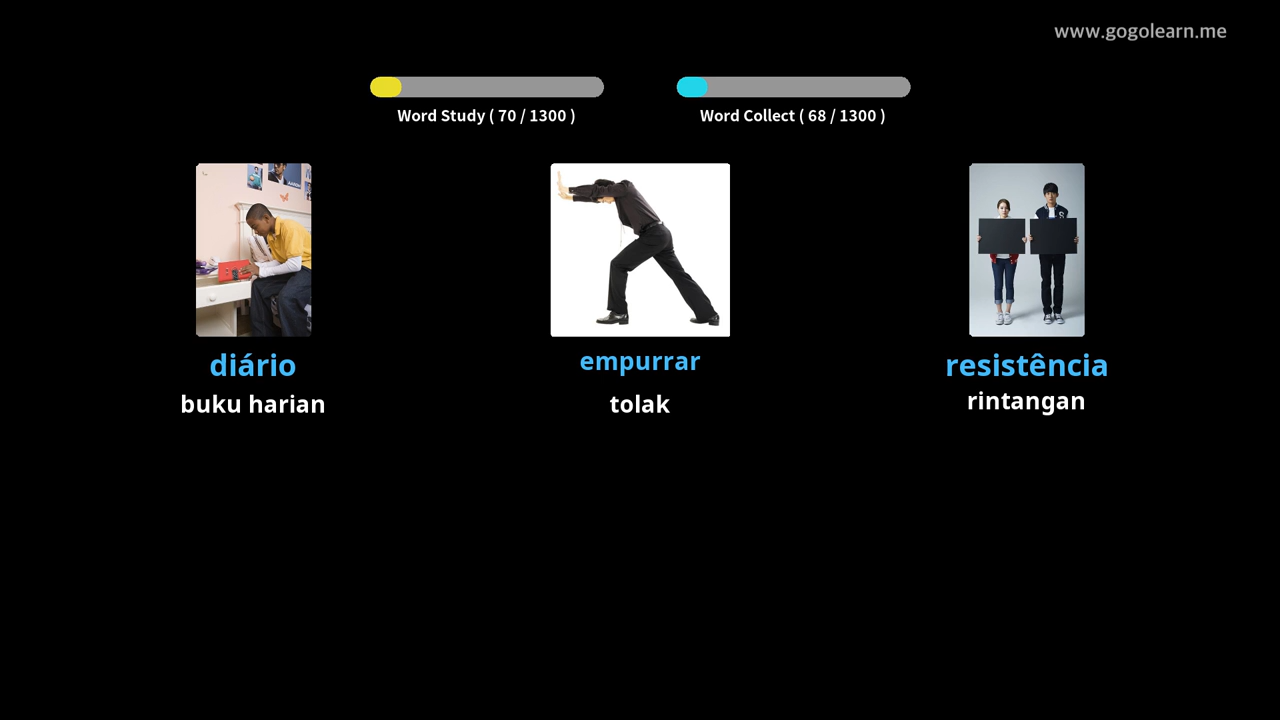 www.gogolearn.me
Word Study ( 70 / 1300 )
Word Collect ( 68 / 1300 )
diário
empurrar
resistência
buku harian
tolak
rintangan